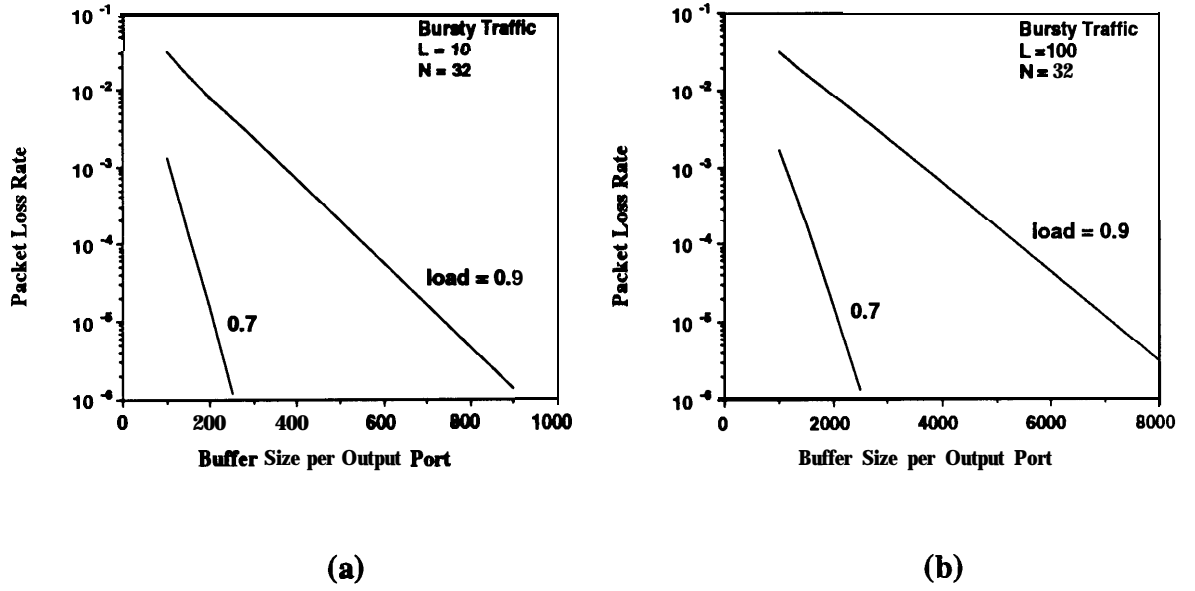 10 -1
10 -2
10 -3
10 -4
10 -5
10 -6
Packet Loss Rate
Bursty Traffic
L = 10
N = 32
load = 0.9
0.7
0 200 400 600 800 1000
Buffer Size per Output Port
(a)
10 -1
10 -2
10 -3
10 -4
10 -5
10 -6
Packet Loss Rate
Bursty Traffic
L =100
N = 32
load = 0.9
0.7
0 2000 4000 6000 8000
Buffer Size per Output Port
(b)